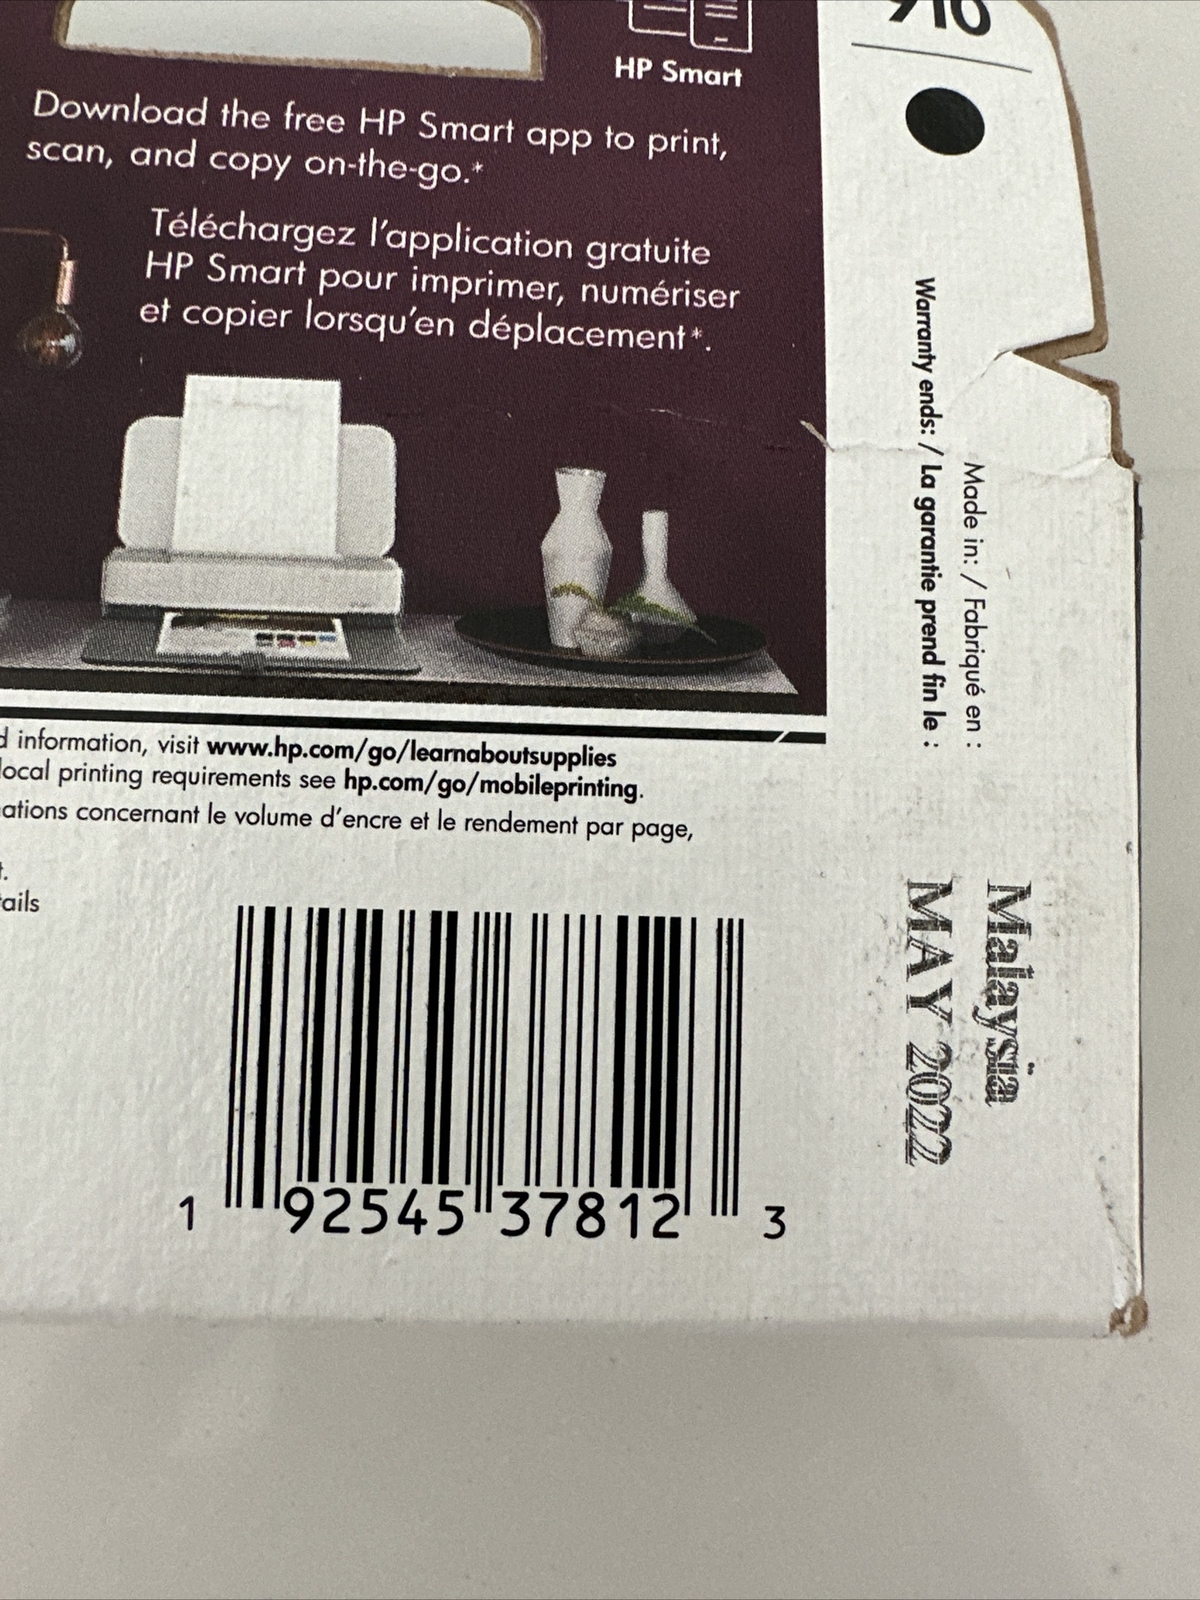 HP Smart
Download the free HP Smart app to print,
scan, and copy on-the-go.*
Téléchargez l'application gratuite
HP Smart pour imprimer, numériser
et copier lorsqu'en déplacement*.
information, visit www.hp.com/go/learnaboutsupplies
local printing requirements see hp.com/go/mobileprinting.
concernant le volume d'encre et le rendement par page,
1 92545 37812 3
Made in: / Fabriqué en :
Malaysia
Warranty ends: / La garantie prend fin le :
MAY 2022